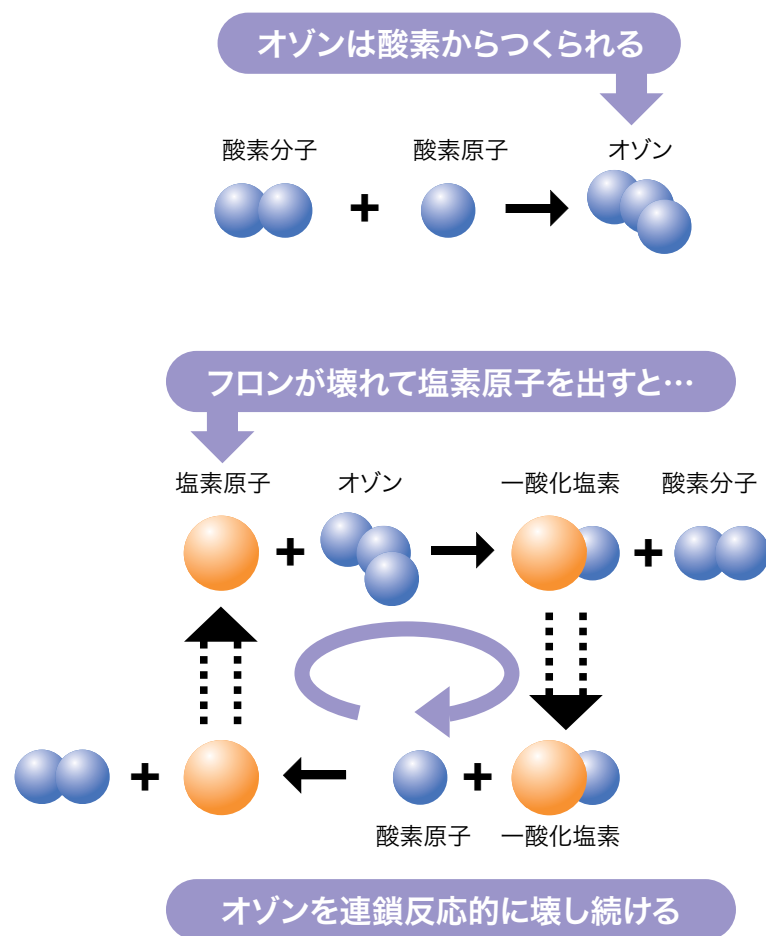 オゾンは酸素からつくられる
酸素分子
酸素原子
オゾン
+
フロンが壊れて塩素原子を出すと…
塩素原子
オゾン
一酸化塩素
酸素分子
+
+
+
+
酸素原子
一酸化塩素
オゾンを連鎖反応的に壊し続ける